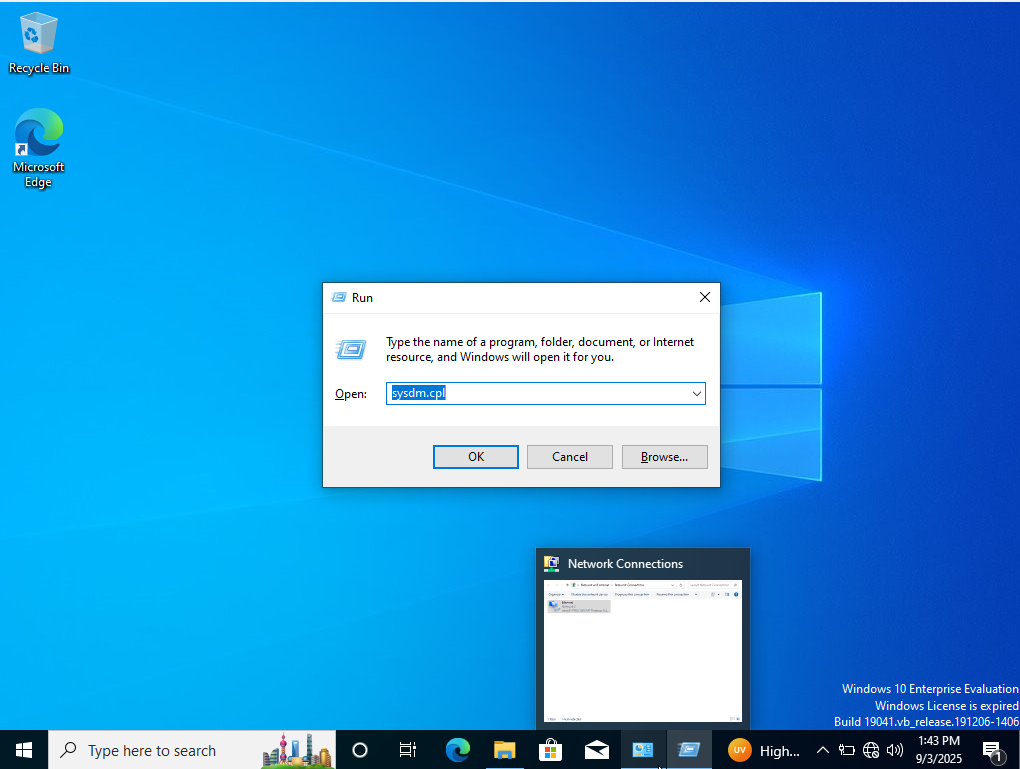 Recycle Bin
Microsoft
Edge
Run
Type the name of a program, folder, document, or Internet
resource, and Windows will open it for you.
Open:
sysdm.cpl
OK
Cancel
Browse...
Network Connections
Windows 10 Enterprise Evaluation
Windows License is expired
Build 19041.vb_release.191206-1406
Type here to search
UV
High...
1:43 PM
9/3/2025
1